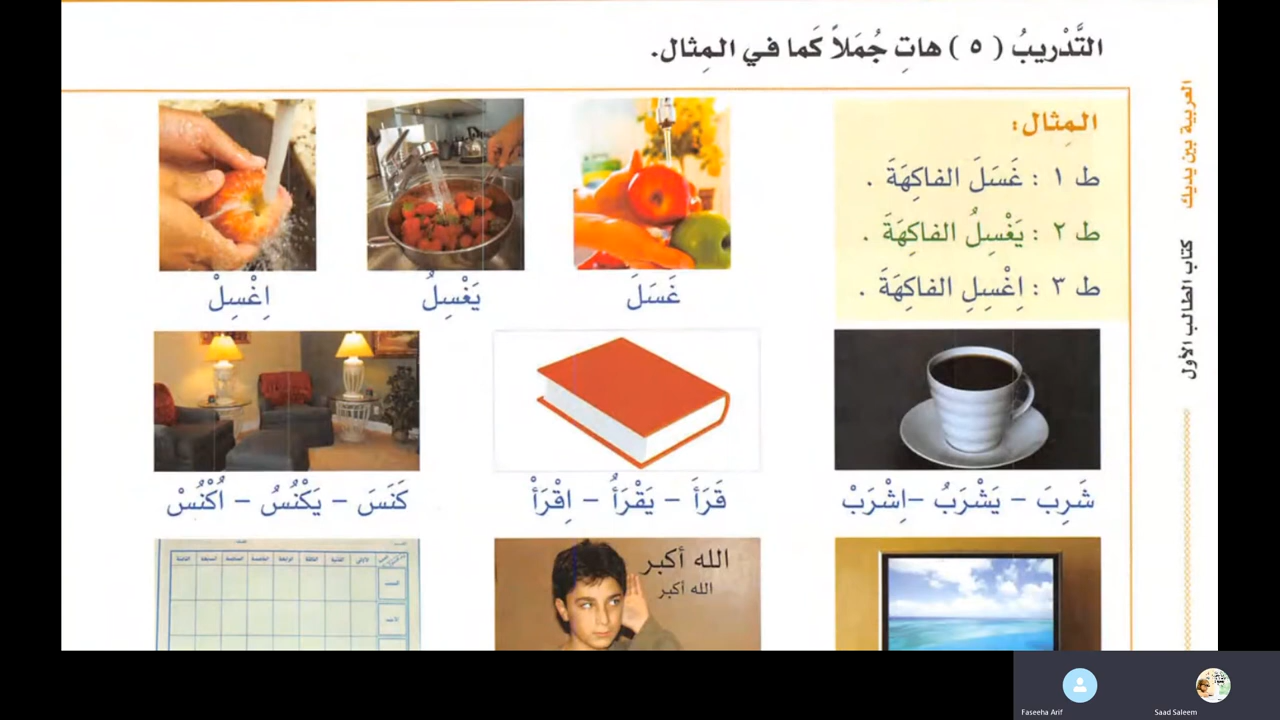 التَّدْريبُ ( ٥ ) هاتِ جُمَلاً كَما في المِثال.
المِثال:
ط ١ : غَسَلَ الفاكِهَةَ .
ط ٢ : يَغْسِلُ الفاكِهَةَ .
ط ٣ : اِغْسِلِ الفاكِهَةَ .
غَسَلَ
يَغْسِلُ
اِغْسِلْ
شَرِبَ – يَشْرَبُ –اِشْرَبْ
قَرَأَ – يَقْرَأُ – اِقْرَأْ
كَنَسَ – يَكْنُسُ – اُكْنُسْ
الله أكبر
الله أكبر
العربية بين يديك
كتاب الطالب الأول
Faseeha Arif
Saad Saleem